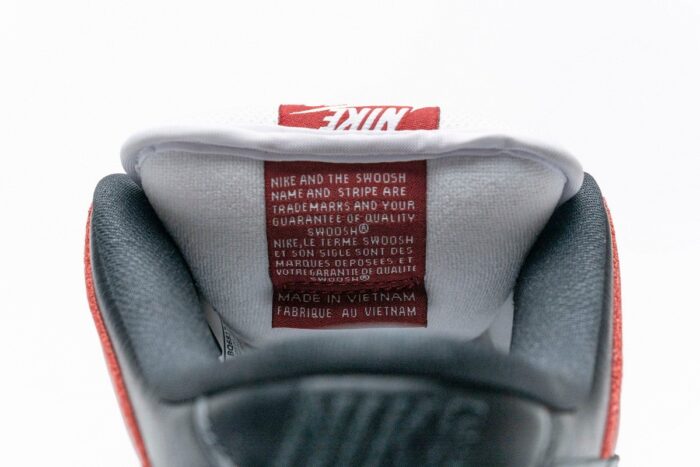 NIKE
NIKE AND THE SWOOSH
NAME AND STRIPE ARE
TRADEMARKS AND YOUR
GUARANTEE OF QUALITY
SWOOSH®
NIKE, LE TERME SWOOSH
ET SON SIGLE SONT DES
MARQUES DEPOSEES ET
VOTRE GARANTIE DE QUALITE
SWOOSH®
MADE IN VIETNAM
FABRIQUE AU VIETNAM
NIKE